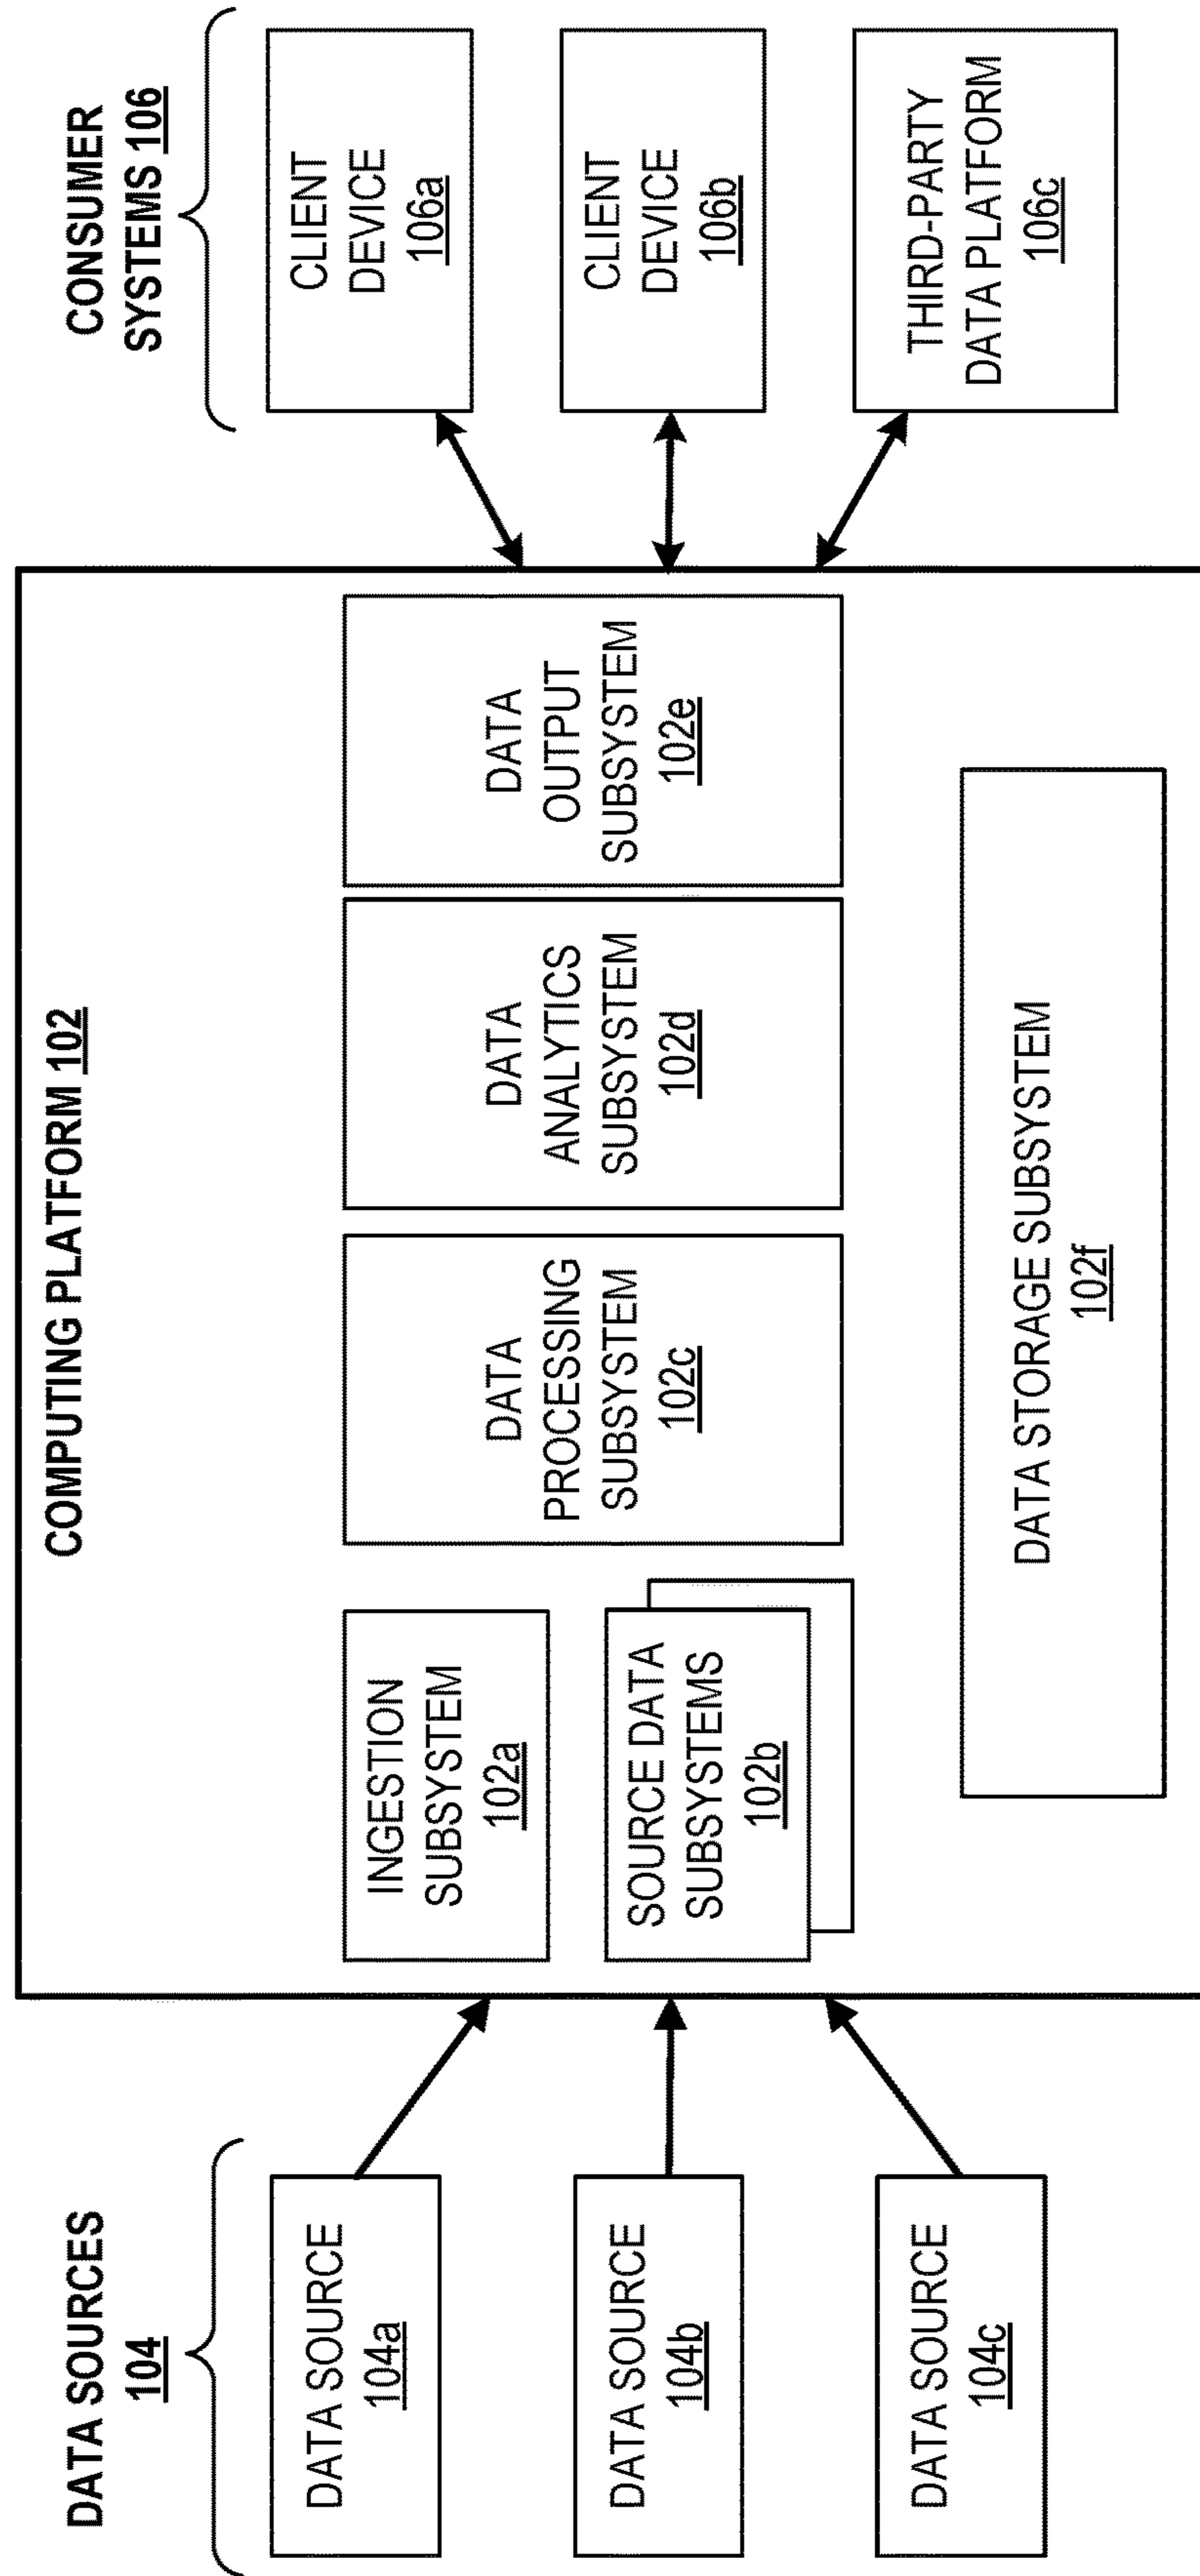 DATA SOURCES
104
DATA SOURCE
104a
DATA SOURCE
104b
DATA SOURCE
104c
COMPUTING PLATFORM 102
INGESTION
SUBSYSTEM
102a
SOURCE DATA
SUBSYSTEMS
102b
DATA
PROCESSING
SUBSYSTEM
102c
DATA
ANALYTICS
SUBSYSTEM
102d
DATA
OUTPUT
SUBSYSTEM
102e
DATA STORAGE SUBSYSTEM
102f
CONSUMER
SYSTEMS 106
CLIENT
DEVICE
106a
CLIENT
DEVICE
106b
THIRD-PARTY
DATA PLATFORM
106c